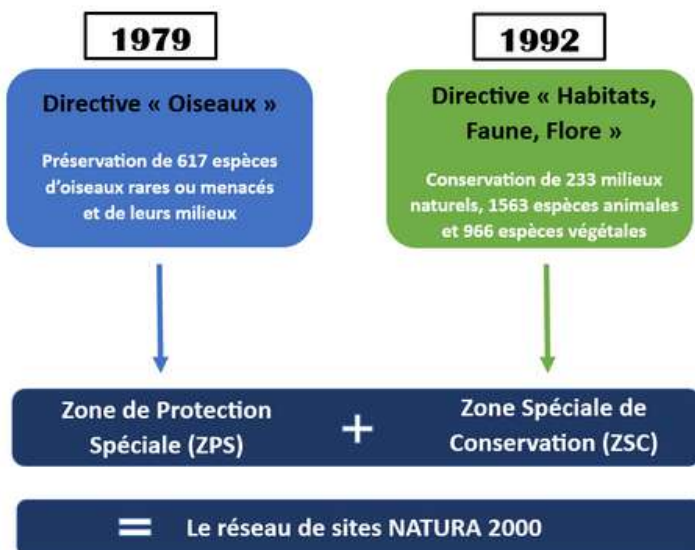 1979
Directive « Oiseaux »
Préservation de 617 espèces
d'oiseaux rares ou menacés
et de leurs milieux
1992
Directive « Habitats,
Faune, Flore »
Conservation de 233 milieux
naturels, 1563 espèces animales
et 966 espèces végétales
Zone de Protection
Spéciale (ZPS)
+
Zone Spéciale de
Conservation (ZSC)
= Le réseau de sites NATURA 2000